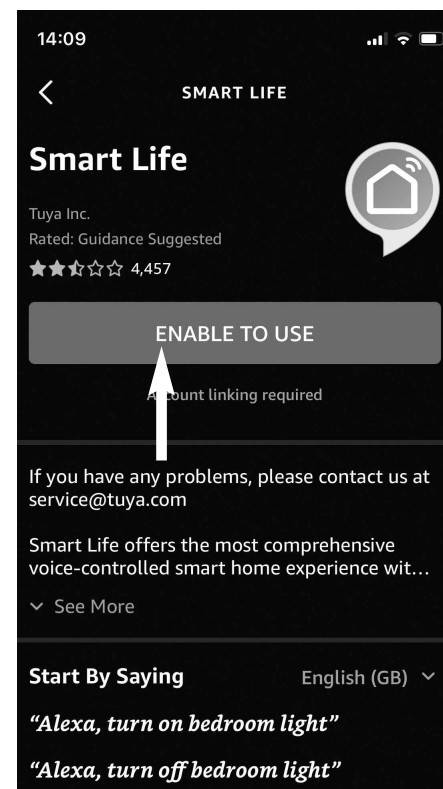 14:09
SMART LIFE
Smart Life
Tuya Inc.
Rated: Guidance Suggested
4,457
ENABLE TO USE
Account linking required
If you have any problems, please contact us at
service@tuya.com
Smart Life offers the most comprehensive
voice-controlled smart home experience wit…
See More
Start By Saying English (GB)
“Alexa, turn on bedroom light”
“Alexa, turn off bedroom light”